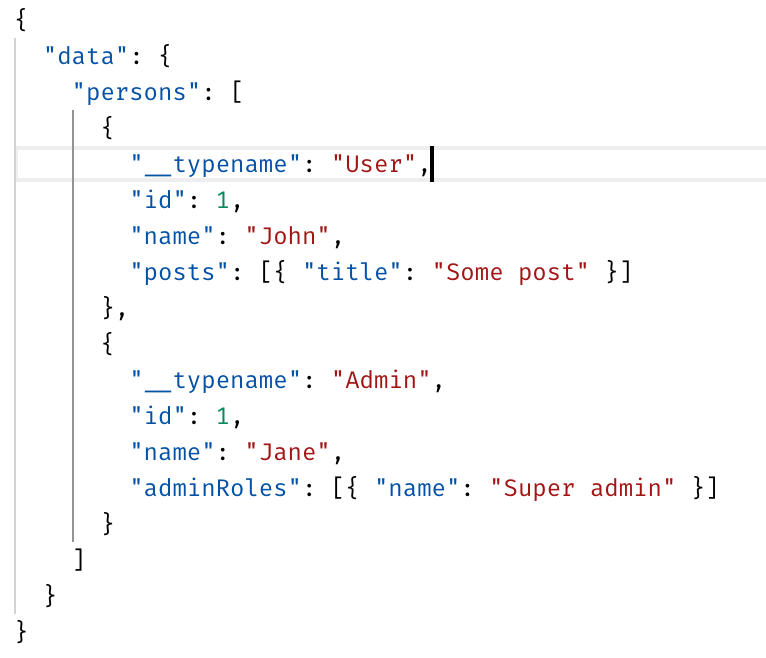 {
  "data": {
    "persons": [
      {
        "__typename": "User",
        "id": 1,
        "name": "John",
        "posts": [{ "title": "Some post" }]
      },
      {
        "__typename": "Admin",
        "id": 1,
        "name": "Jane",
        "adminRoles": [{ "name": "Super admin" }]
      }
    ]
  }
}